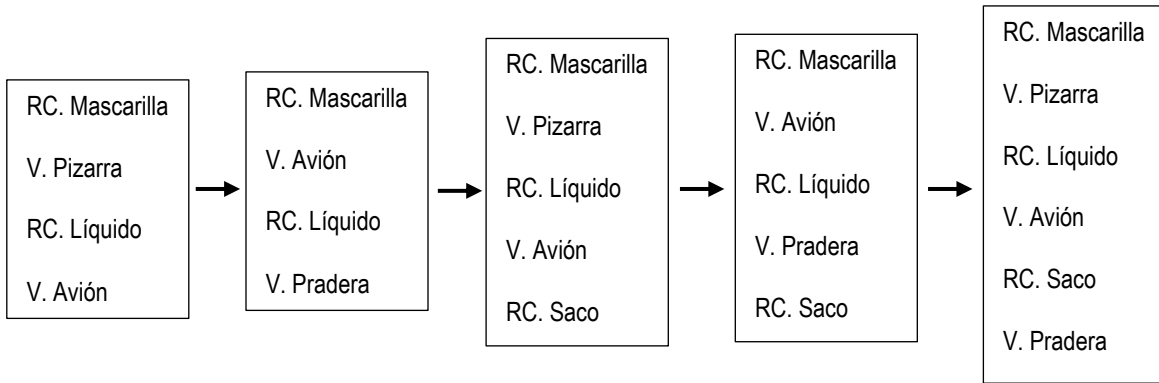 RC. Mascarilla
V. Pizarra
RC. Líquido
V. Avión
RC. Mascarilla
V. Avión
RC. Líquido
V. Pradera
RC. Mascarilla
V. Pizarra
RC. Líquido
V. Avión
RC. Saco
RC. Mascarilla
V. Avión
RC. Líquido
V. Pradera
RC. Saco
RC. Mascarilla
V. Pizarra
RC. Líquido
V. Avión
RC. Saco
V. Pradera